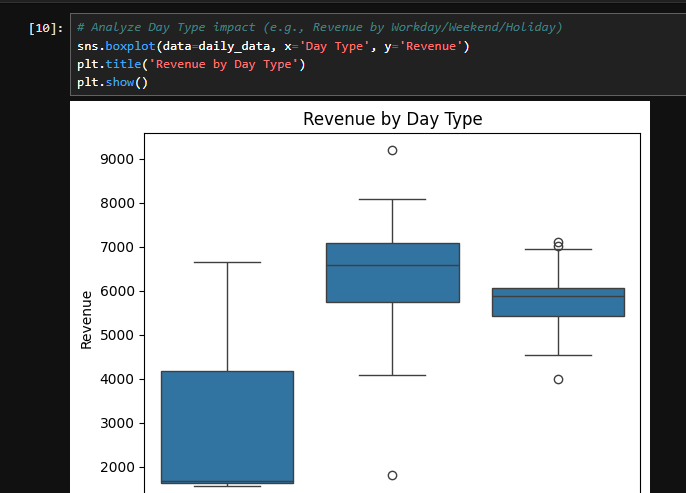 [10]: # Analyze Day Type impact (e.g., Revenue by Workday/Weekend/Holiday)
sns.boxplot(data=daily_data, x='Day Type', y='Revenue')
plt.title('Revenue by Day Type')
plt.show()
Revenue by Day Type
9000
8000
7000
6000
5000
4000
3000
2000
Revenue